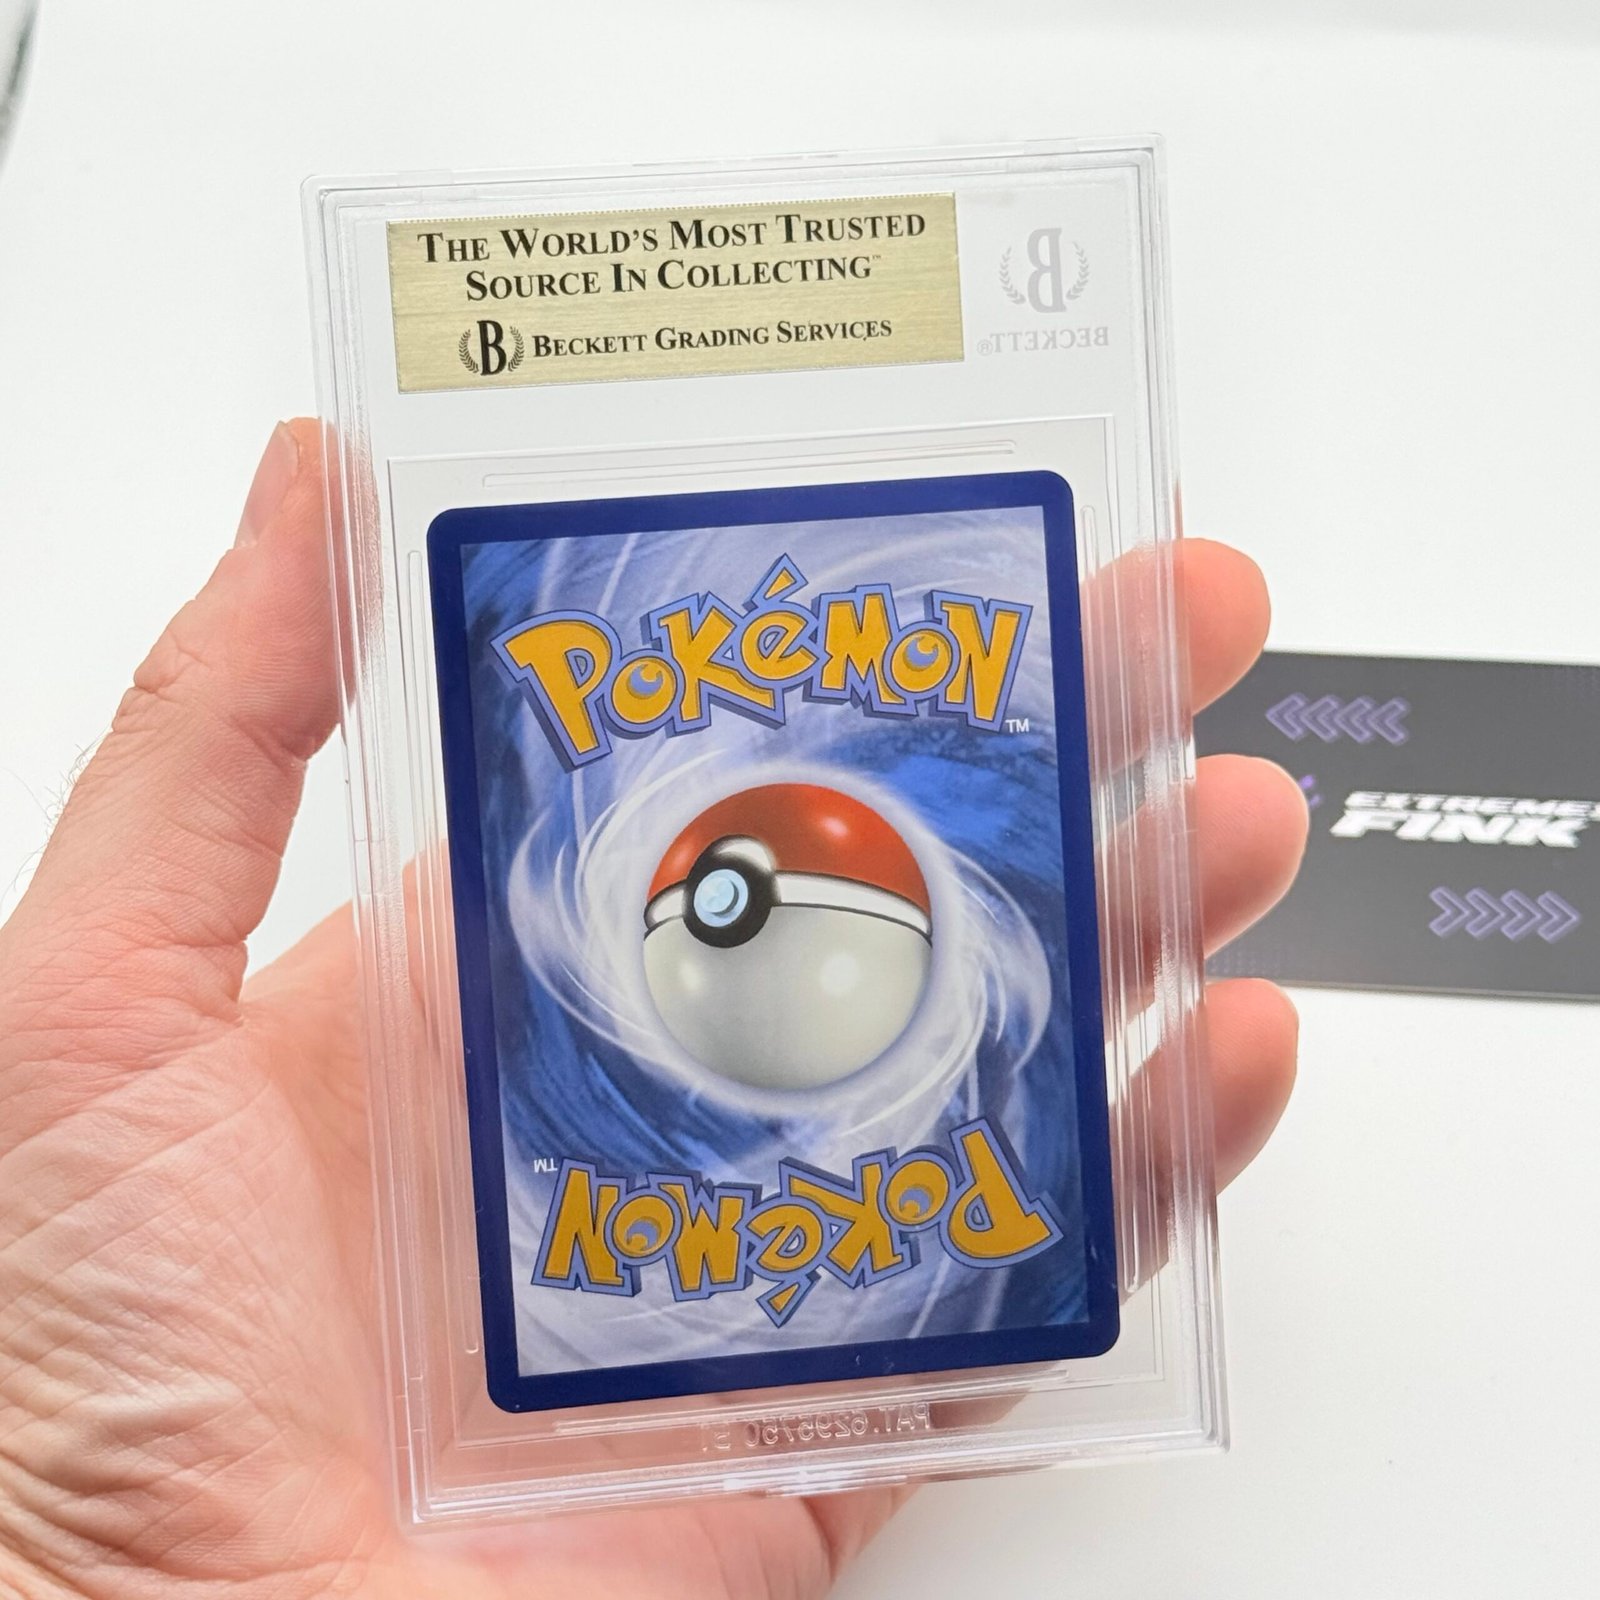 THE WORLD'S MOST TRUSTED
SOURCE IN COLLECTING™
B BECKETT GRADING SERVICES
B
BECKETT®
POKéMON
TM
POKéMON
TM
PAT. 6295750 B1
EXTREME
FINK